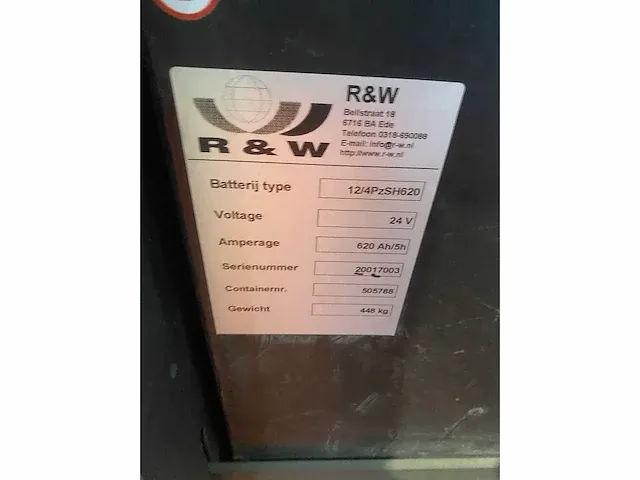 R & W
R&W
Bellstraat 18
6716 BA Ede
Telefoon 0318-690088
E-mail: info@r-w.nl
http://www.r-w.nl
Batterij type 12/4PzSH620
Voltage 24 V
Amperage 620 Ah/5h
Serienummer 20017003
Containernr. 505788
Gewicht 448 kg